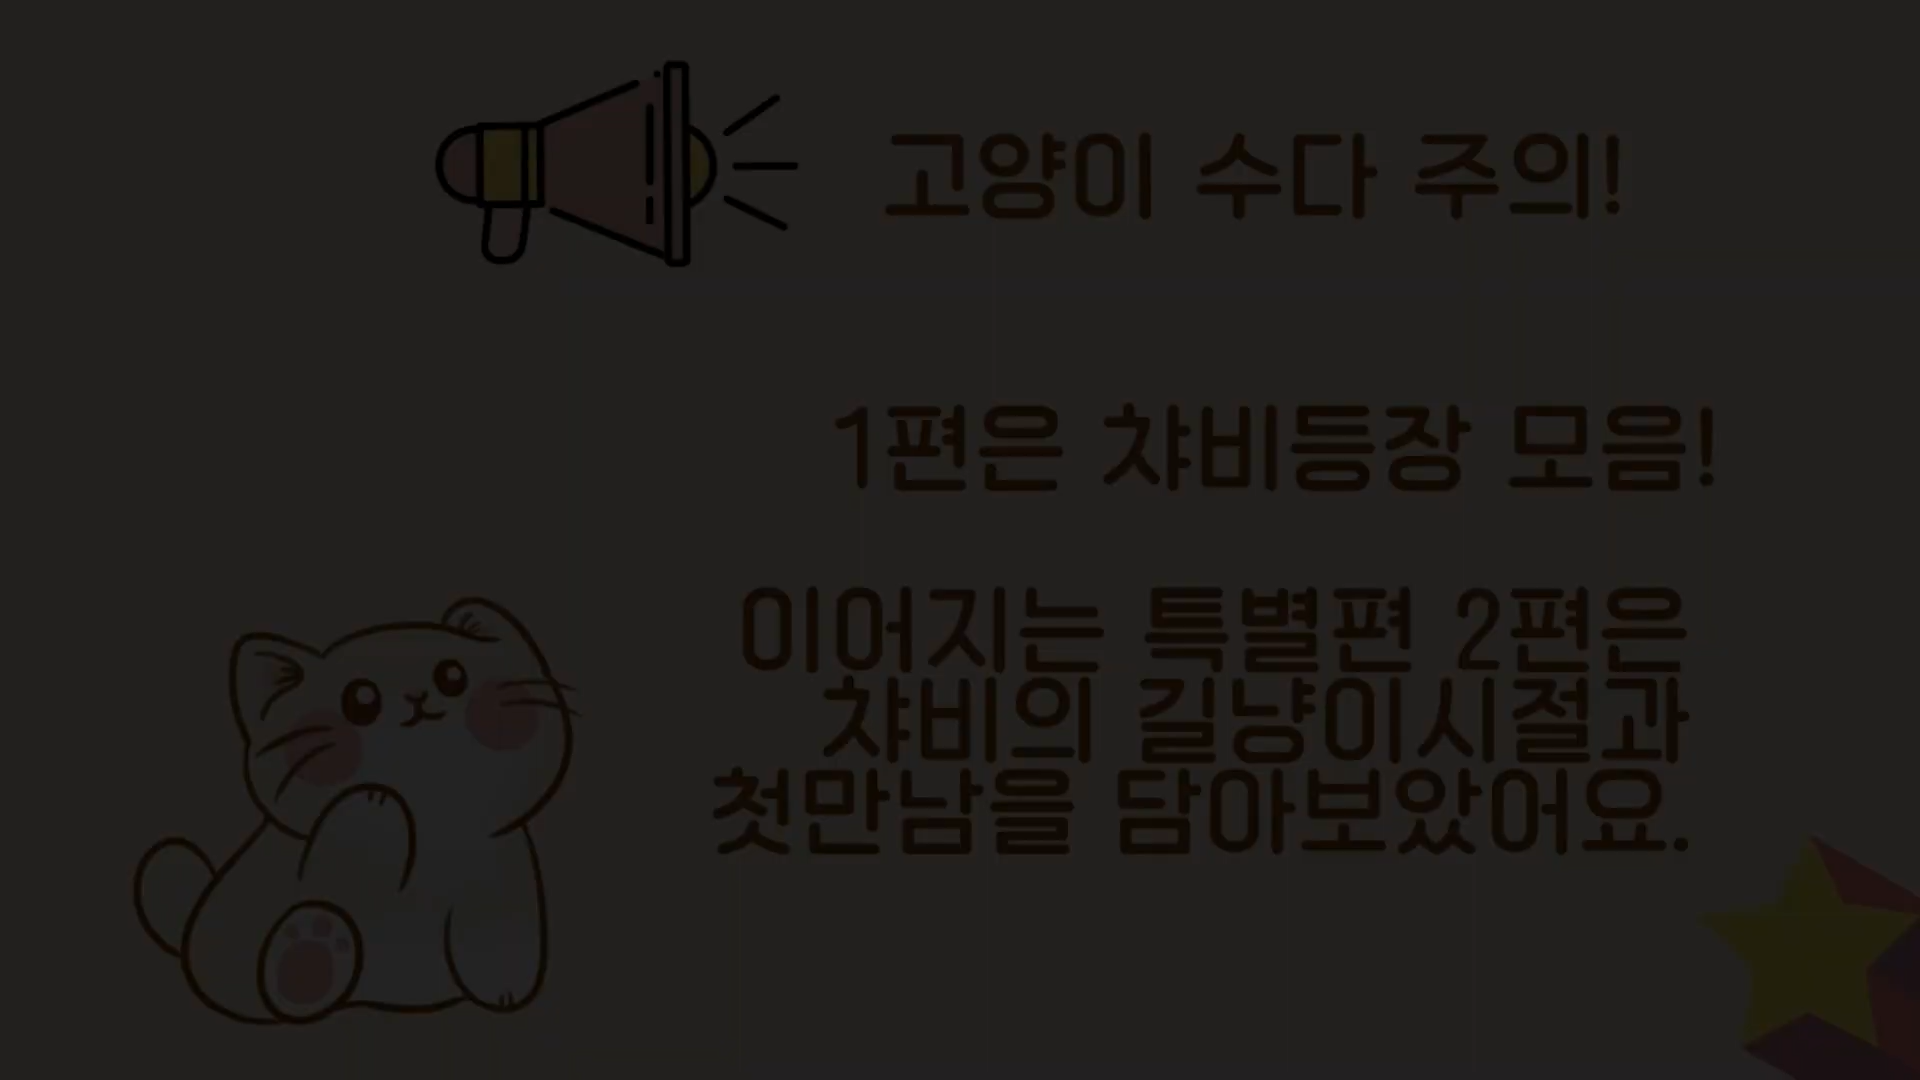 고양이 수다 주의!
1편은 챠비등장 모음!
이어지는 특별편 2편은
챠비의 길냥이시절과
첫만남을 담아보았어요.